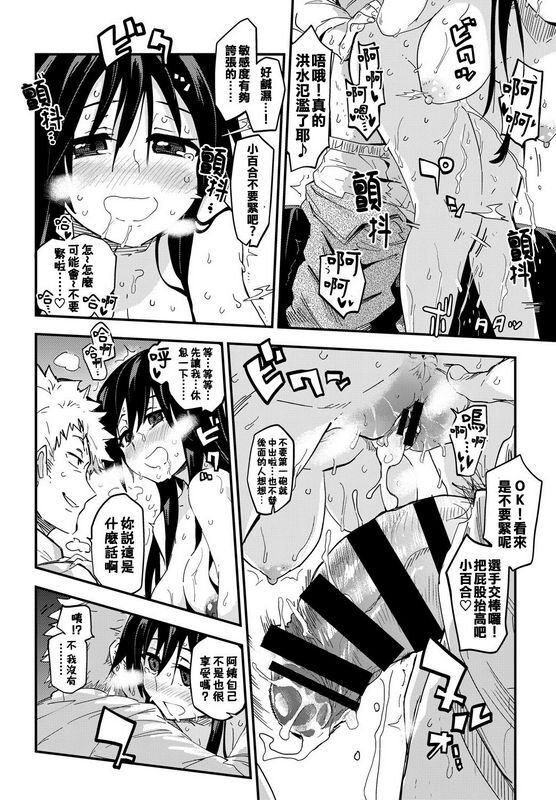 唔哦！真的
洪水氾濫
了耶♥
啊
啊
嗯
啊
啊
啊
啊
顫抖
顫抖
好鹹濕…！
敏感度有夠
誇張的……
小百合不要緊吧？
顫抖
顫抖
怎~怎麼
可能會~不要
緊啦……♡
哈
哈
啊
OK！看來
是不要緊呢
選手交棒囉！
把屁股抬高吧
小百合♡
嗚
啊
啊
等…等等
先讓我…休
息一下…
呼
哈啊
哈啊
不要第一砲就
中出啦…也不替
後面的人想想…
妳說這是
什麼話啊
阿姨自己
不是也很
享受嗎？
咦!?
不 我沒有